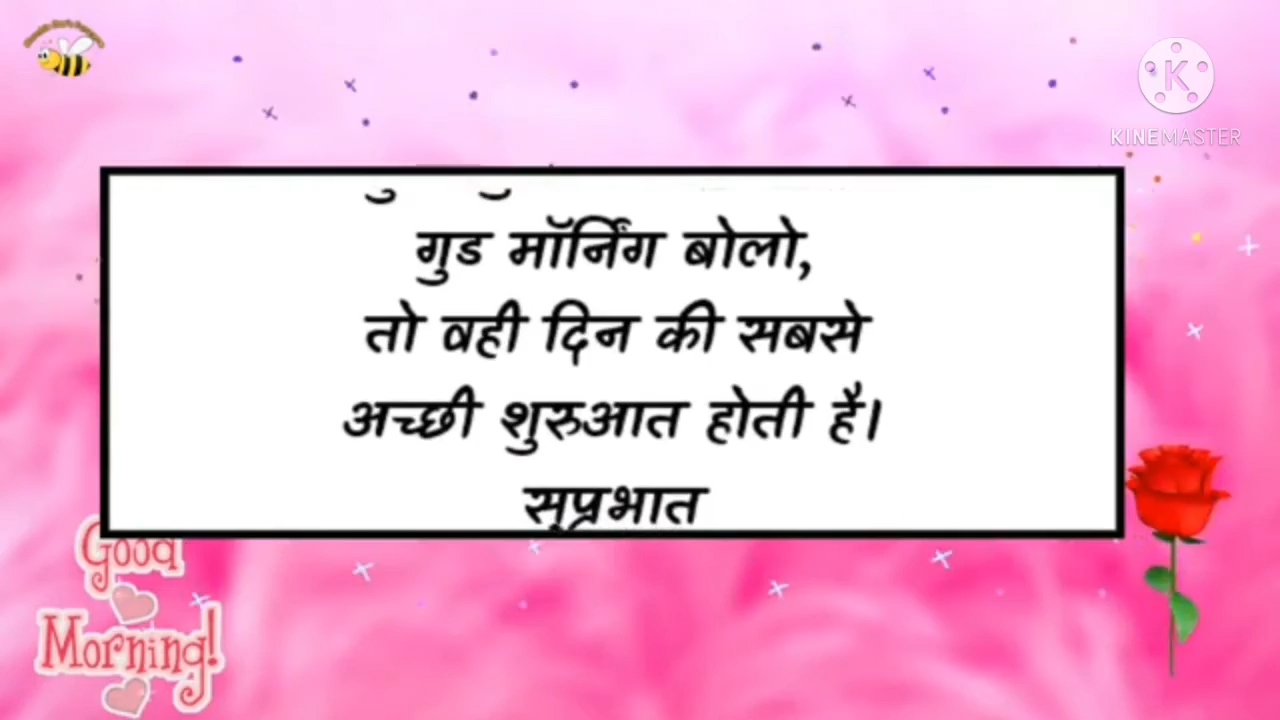 KINEMASTER
गुड मॉर्निंग बोलो,
तो वही दिन की सबसे
अच्छी शुरुआत होती है।
सुप्रभात
Good
Morning!